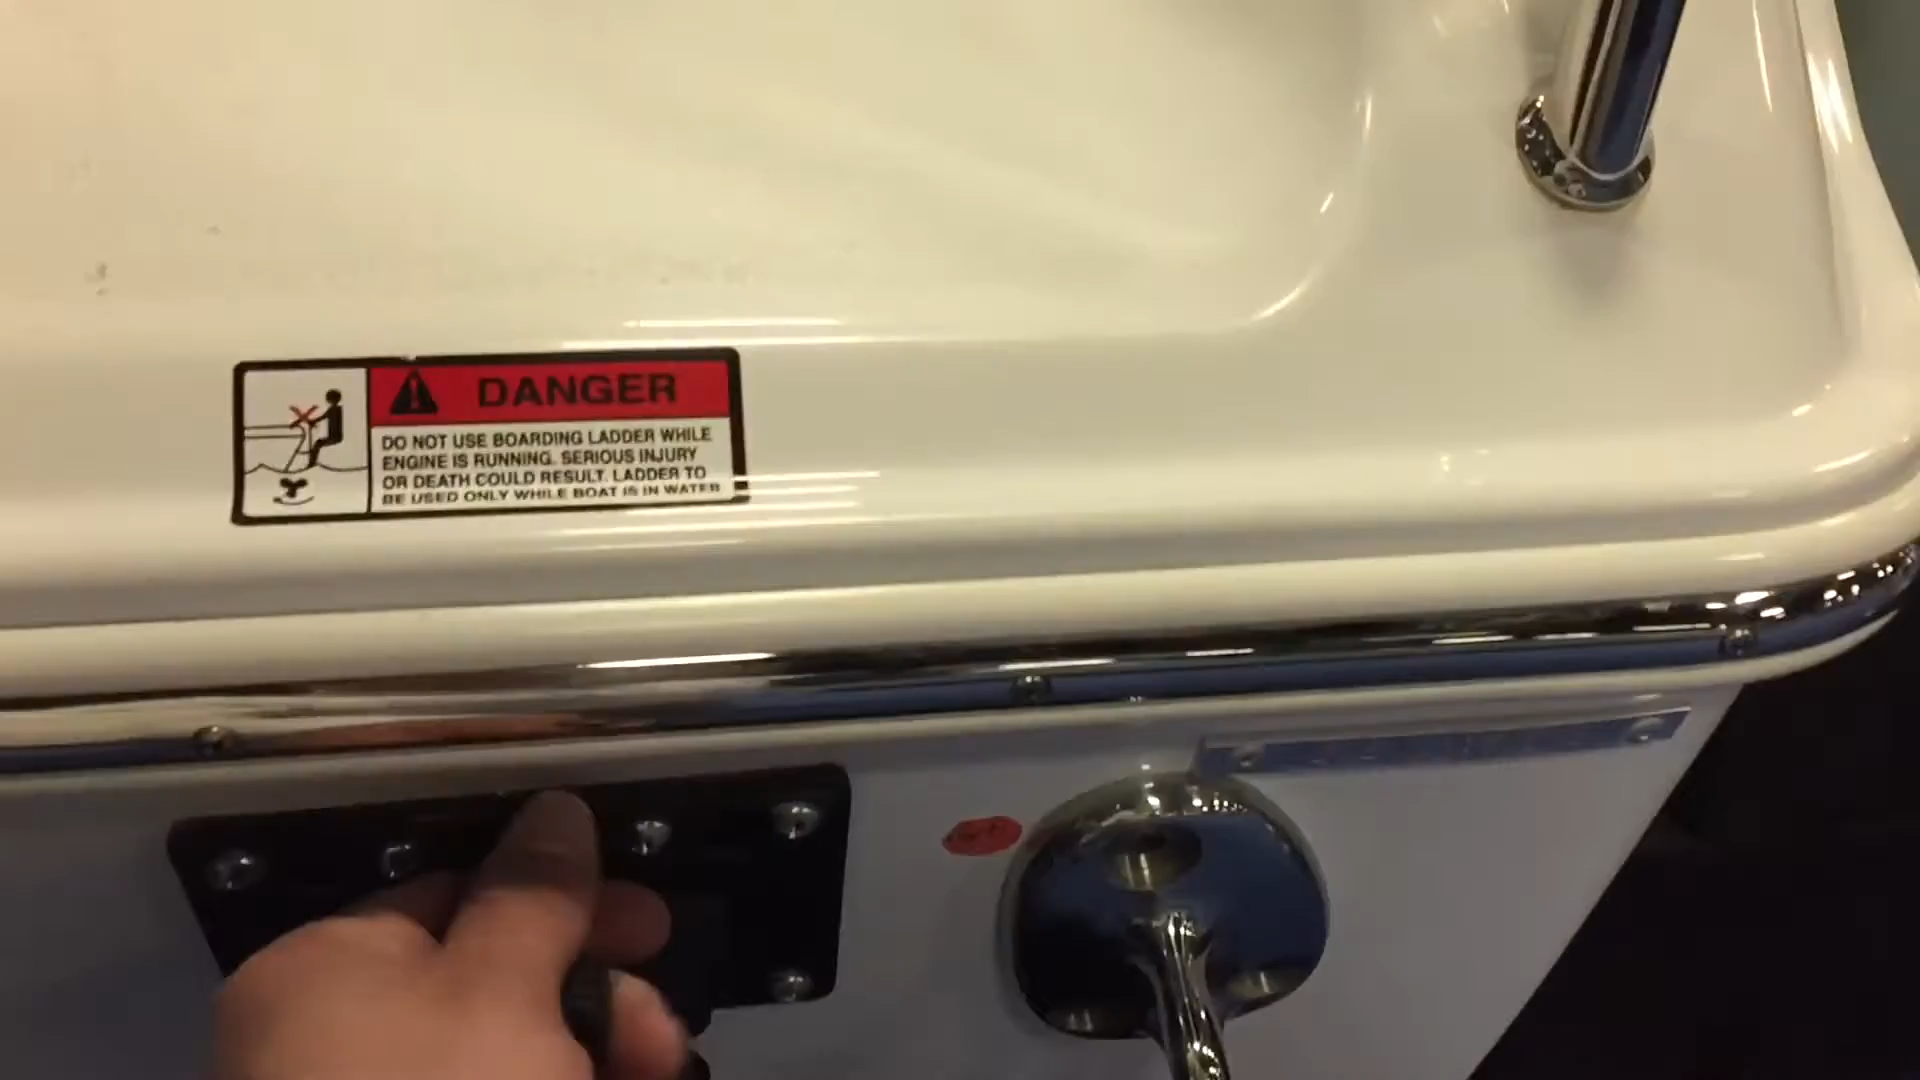 DANGER
DO NOT USE BOARDING LADDER WHILE
ENGINE IS RUNNING. SERIOUS INJURY
OR DEATH COULD RESULT. LADDER TO
BE USED ONLY WHILE BOAT IS IN WATER